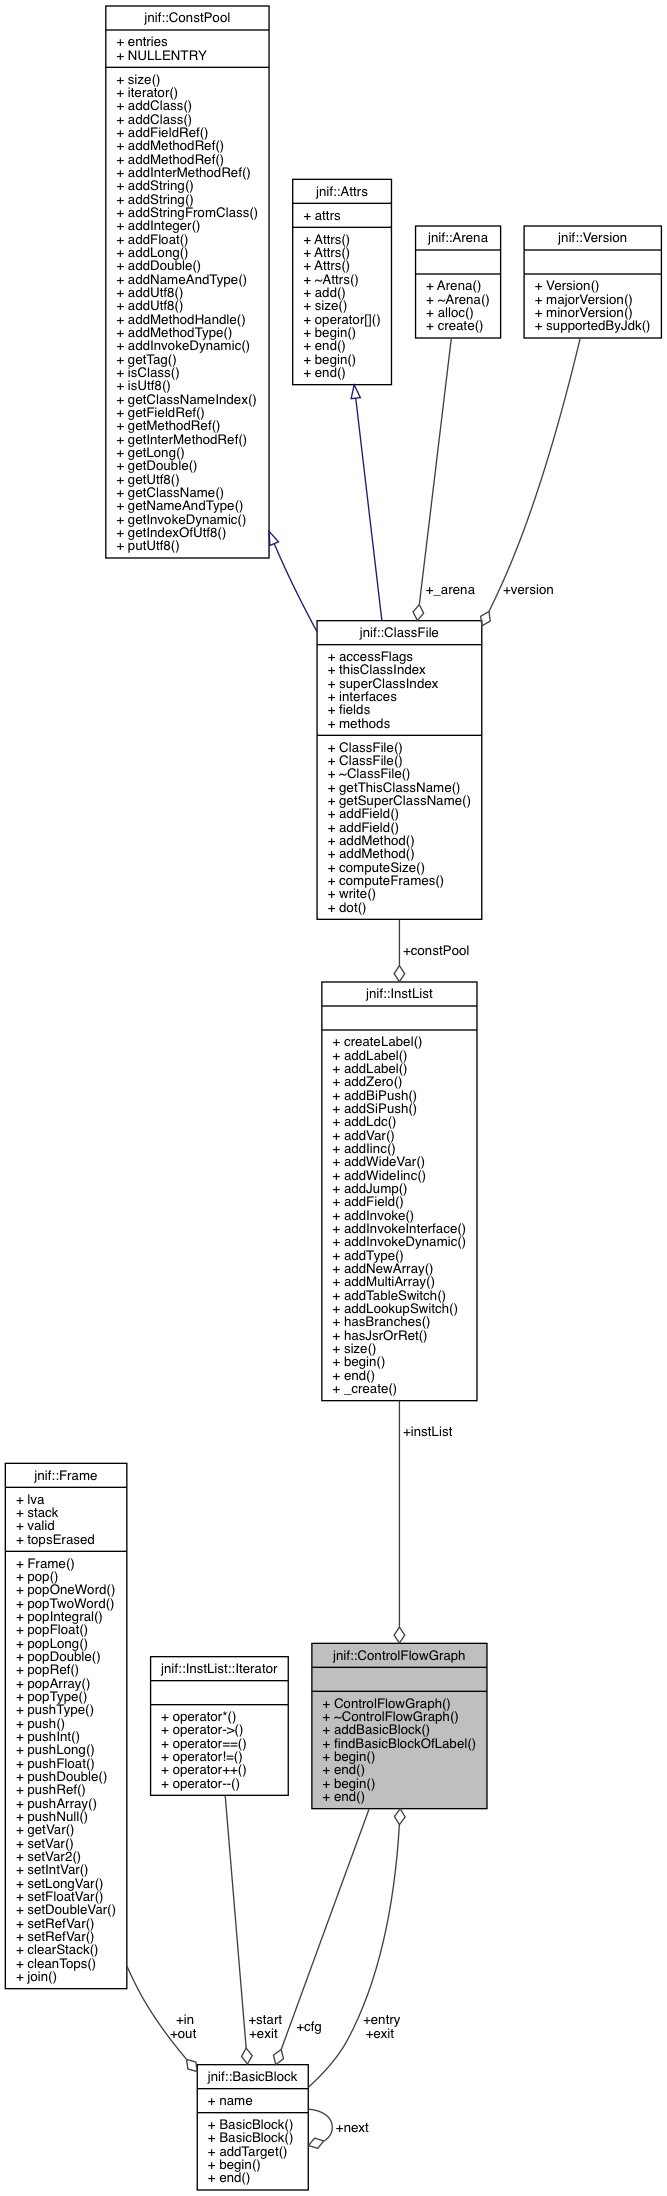 jnif::ConstPool
+ entries
+ NULLENTRY
+ size()
+ iterator()
+ addClass()
+ addClass()
+ addFieldRef()
+ addMethodRef()
+ addMethodRef()
+ addInterMethodRef()
+ addString()
+ addString()
+ addStringFromClass()
+ addInteger()
+ addFloat()
+ addLong()
+ addDouble()
+ addNameAndType()
+ addUtf8()
+ addUtf8()
+ addMethodHandle()
+ addMethodType()
+ addInvokeDynamic()
+ getTag()
+ isClass()
+ isUtf8()
+ getClassNameIndex()
+ getFieldRef()
+ getMethodRef()
+ getInterMethodRef()
+ getLong()
+ getDouble()
+ getUtf8()
+ getClassName()
+ getNameAndType()
+ getInvokeDynamic()
+ getIndexOfUtf8()
+ putUtf8()
jnif::Attrs
+ attrs
+ Attrs()
+ Attrs()
+ Attrs()
+ ~Attrs()
+ add()
+ size()
+ operator[]()
+ begin()
+ end()
+ begin()
+ end()
jnif::Arena
+ Arena()
+ ~Arena()
+ alloc()
+ create()
jnif::Version
+ Version()
+ majorVersion()
+ minorVersion()
+ supportedByJdk()
+_arena
+version
jnif::ClassFile
+ accessFlags
+ thisClassIndex
+ superClassIndex
+ interfaces
+ fields
+ methods
+ ClassFile()
+ ClassFile()
+ ~ClassFile()
+ getThisClassName()
+ getSuperClassName()
+ addField()
+ addField()
+ addMethod()
+ addMethod()
+ computeSize()
+ computeFrames()
+ write()
+ dot()
+constPool
jnif::InstList
+ createLabel()
+ addLabel()
+ addLabel()
+ addZero()
+ addBiPush()
+ addSiPush()
+ addLdc()
+ addVar()
+ addIinc()
+ addWideVar()
+ addWideIinc()
+ addJump()
+ addField()
+ addInvoke()
+ addInvokeInterface()
+ addInvokeDynamic()
+ addType()
+ addNewArray()
+ addMultiArray()
+ addTableSwitch()
+ addLookupSwitch()
+ hasBranches()
+ hasJsrOrRet()
+ size()
+ begin()
+ end()
+ _create()
+instList
jnif::Frame
+ lva
+ stack
+ valid
+ topsErased
+ Frame()
+ pop()
+ popOneWord()
+ popTwoWord()
+ popIntegral()
+ popFloat()
+ popLong()
+ popDouble()
+ popRef()
+ popArray()
+ popType()
+ pushType()
+ push()
+ pushInt()
+ pushLong()
+ pushFloat()
+ pushDouble()
+ pushRef()
+ pushArray()
+ pushNull()
+ getVar()
+ setVar()
+ setVar2()
+ setIntVar()
+ setLongVar()
+ setFloatVar()
+ setDoubleVar()
+ setRefVar()
+ setRefVar()
+ clearStack()
+ cleanTops()
+ join()
jnif::InstList::Iterator
+ operator*()
+ operator->()
+ operator==()
+ operator!=()
+ operator++()
+ operator--()
jnif::ControlFlowGraph
+ ControlFlowGraph()
+ ~ControlFlowGraph()
+ addBasicBlock()
+ findBasicBlockOfLabel()
+ begin()
+ end()
+ begin()
+ end()
+in
+out
+start
+exit
+cfg
+entry
+exit
jnif::BasicBlock
+ name
+ BasicBlock()
+ BasicBlock()
+ addTarget()
+ begin()
+ end()
+next